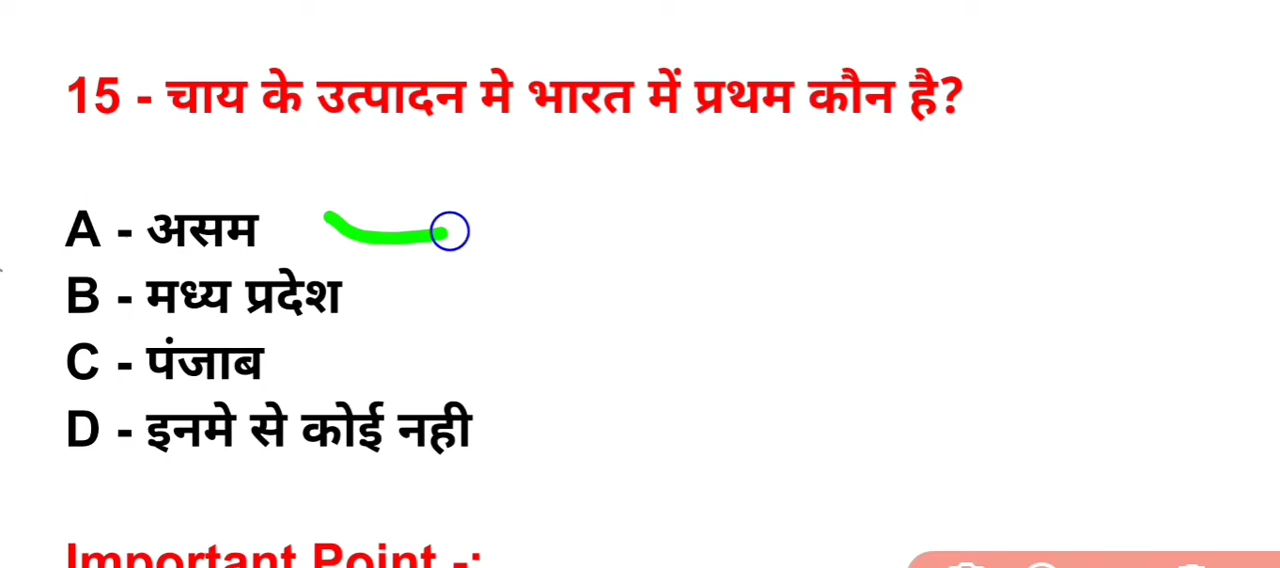 15 - चाय के उत्पादन मे भारत में प्रथम कौन है?
A - असम
B - मध्य प्रदेश
C - पंजाब
D - इनमे से कोई नही
Important Point -: